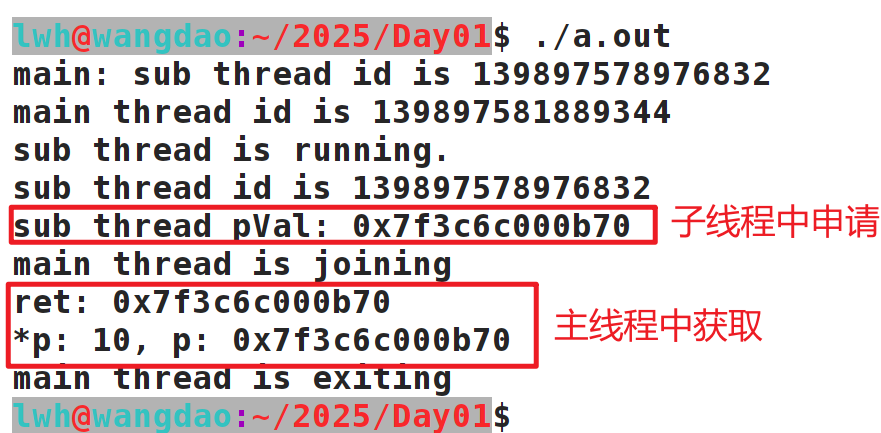 lwh@wangdao:~/2025/Day01$ ./a.out
main: sub thread id is 139897578976832
main thread id is 139897581889344
sub thread is running.
sub thread id is 139897578976832
sub thread pVal: 0x7f3c6c000b70 子线程中申请
main thread is joining
ret: 0x7f3c6c000b70
*p: 10, p: 0x7f3c6c000b70
主线程中获取
main thread is exiting
lwh@wangdao:~/2025/Day01$